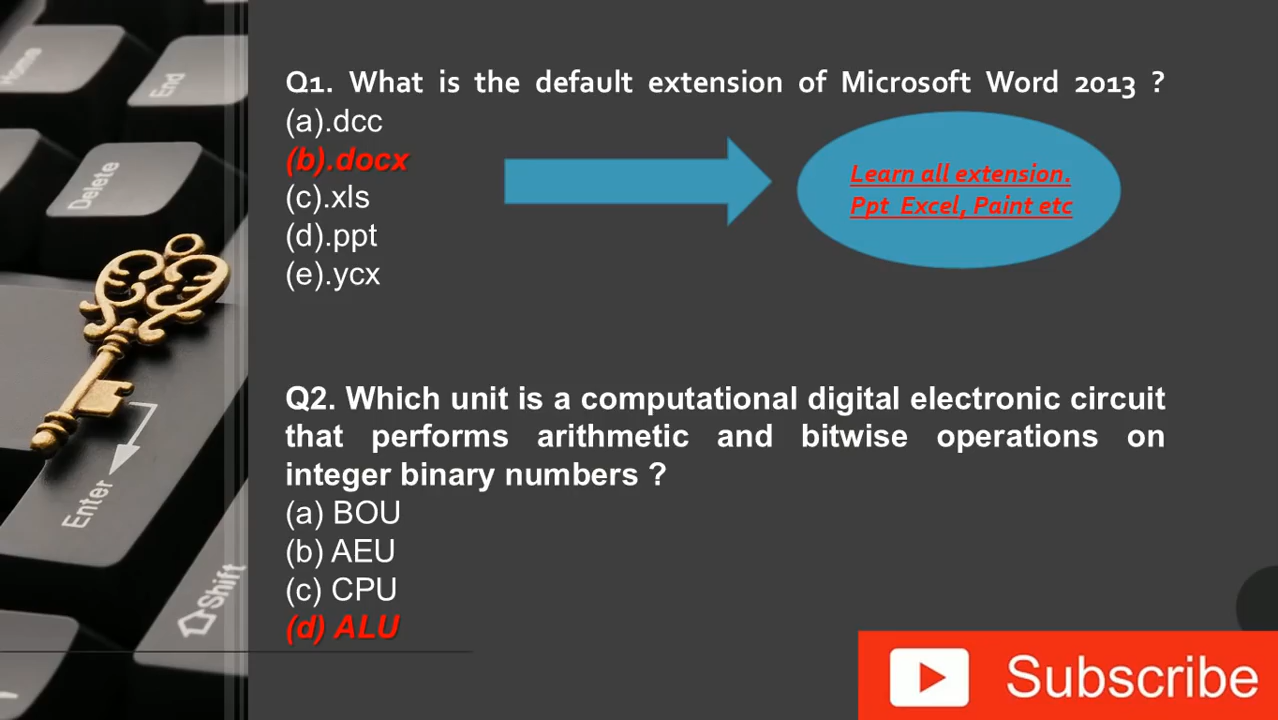 Home
End
Delete
Enter
Shift
Q1. What is the default extension of Microsoft Word 2013 ?
(a).dcc
(b).docx
(c).xls
(d).ppt
(e).ycx
Learn all extension.
Ppt Excel, Paint etc
Q2. Which unit is a computational digital electronic circuit
that performs arithmetic and bitwise operations on
integer binary numbers ?
(a) BOU
(b) AEU
(c) CPU
(d) ALU
Subscribe